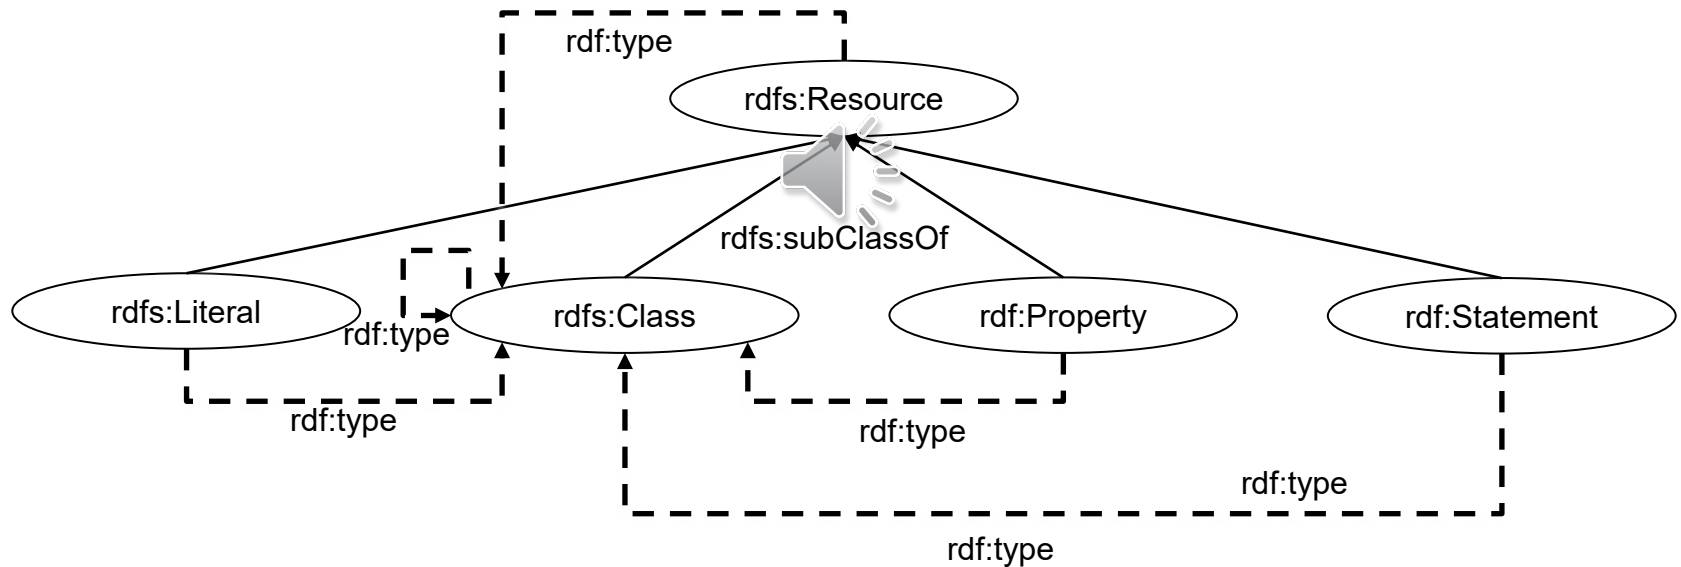 rdf:type
rdfs:Resource
rdfs:subClassOf
rdfs:Literal
rdfs:Class
rdf:Property
rdf:Statement
rdf:type
rdf:type
rdf:type
rdf:type
rdf:type